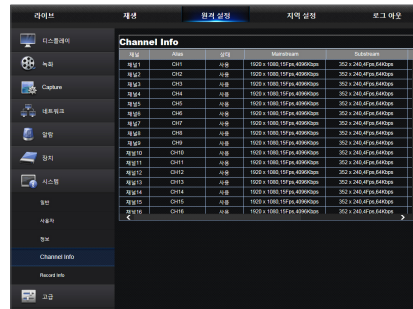 라이브 재생 원격 설정 지역 설정 로그 아웃
디스플레이
녹화
Capture
네트워크
알람
장치
시스템
일반
사용자
정보
Channel Info
Record Info
고급
Channel Info
채널 Alias 상태 Mainstream Substream
채널1 CH1 사용 1920 x 1080,15Fps,4096Kbps 352 x 240,4Fps,64Kbps
채널2 CH2 사용 1920 x 1080,15Fps,4096Kbps 352 x 240,4Fps,64Kbps
채널3 CH3 사용 1920 x 1080,15Fps,4096Kbps 352 x 240,4Fps,64Kbps
채널4 CH4 사용 1920 x 1080,15Fps,4096Kbps 352 x 240,4Fps,64Kbps
채널5 CH5 사용 1920 x 1080,15Fps,4096Kbps 352 x 240,4Fps,64Kbps
채널6 CH6 사용 1920 x 1080,15Fps,4096Kbps 352 x 240,4Fps,64Kbps
채널7 CH7 사용 1920 x 1080,15Fps,4096Kbps 352 x 240,4Fps,64Kbps
채널8 CH8 사용 1920 x 1080,15Fps,4096Kbps 352 x 240,4Fps,64Kbps
채널9 CH9 사용 1920 x 1080,15Fps,4096Kbps 352 x 240,4Fps,64Kbps
채널10 CH10 사용 1920 x 1080,15Fps,4096Kbps 352 x 240,4Fps,64Kbps
채널11 CH11 사용 1920 x 1080,15Fps,4096Kbps 352 x 240,4Fps,64Kbps
채널12 CH12 사용 1920 x 1080,15Fps,4096Kbps 352 x 240,4Fps,64Kbps
채널13 CH13 사용 1920 x 1080,15Fps,4096Kbps 352 x 240,4Fps,64Kbps
채널14 CH14 사용 1920 x 1080,15Fps,4096Kbps 352 x 240,4Fps,64Kbps
채널15 CH15 사용 1920 x 1080,15Fps,4096Kbps 352 x 240,4Fps,64Kbps
채널16 CH16 사용 1920 x 1080,15Fps,4096Kbps 352 x 240,4Fps,64Kbps